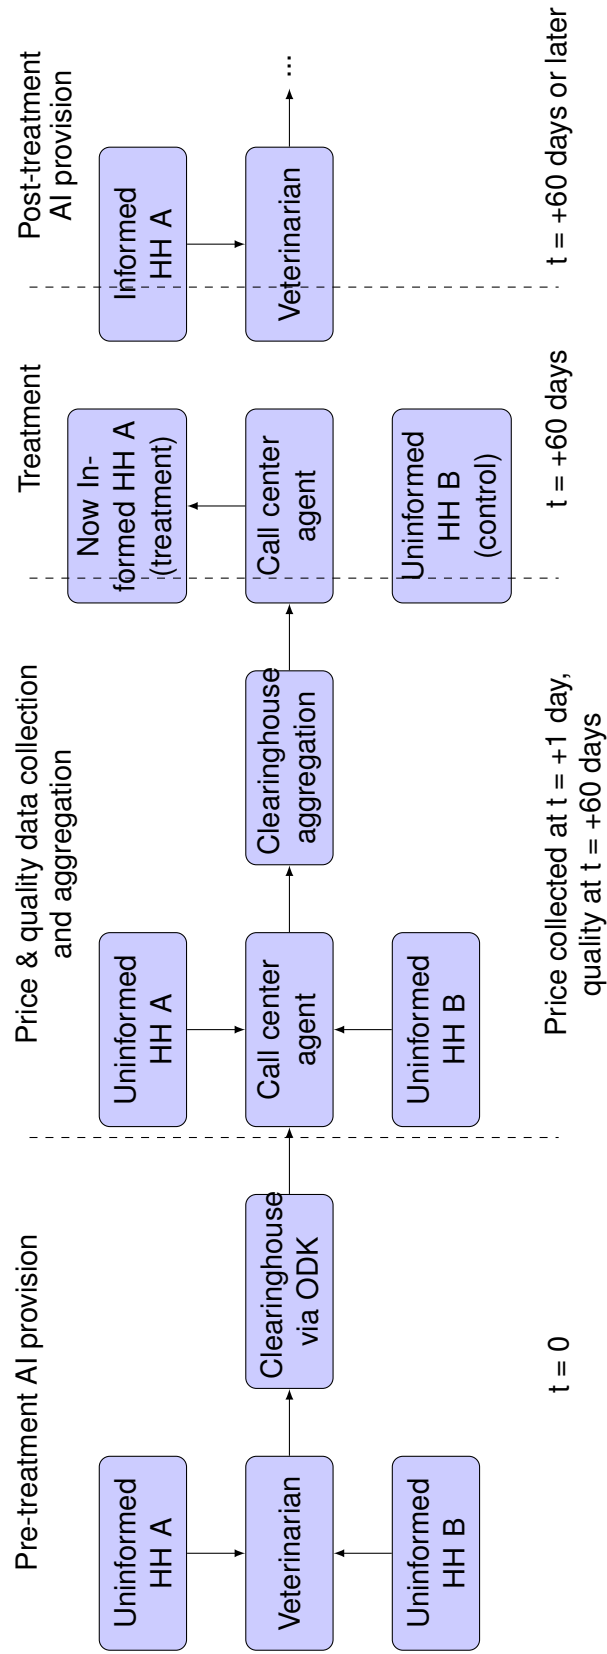 Pre-treatment AI provision
Uninformed
HH A
Veterinarian
Uninformed
HH B
Clearinghouse
via ODK
t = 0
Price & quality data collection
and aggregation
Uninformed
HH A
Call center
agent
Uninformed
HH B
Clearinghouse
aggregation
Price collected at t = +1 day,
quality at t = +60 days
Treatment
Now In-
formed HH A
(treatment)
Call center
agent
Uninformed
HH B
(control)
t = +60 days
Post-treatment
AI provision
Informed
HH A
Veterinarian
...
t = +60 days or later